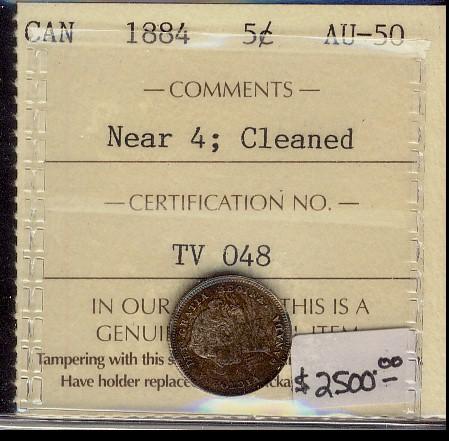 CAN 1884 5¢ AU-50
— COMMENTS —
Near 4; Cleaned
— CERTIFICATION NO. —
TV 048
IN OUR THIS IS A
GENUI ITEM
Tampering with this
Have holder replace
$2500.00